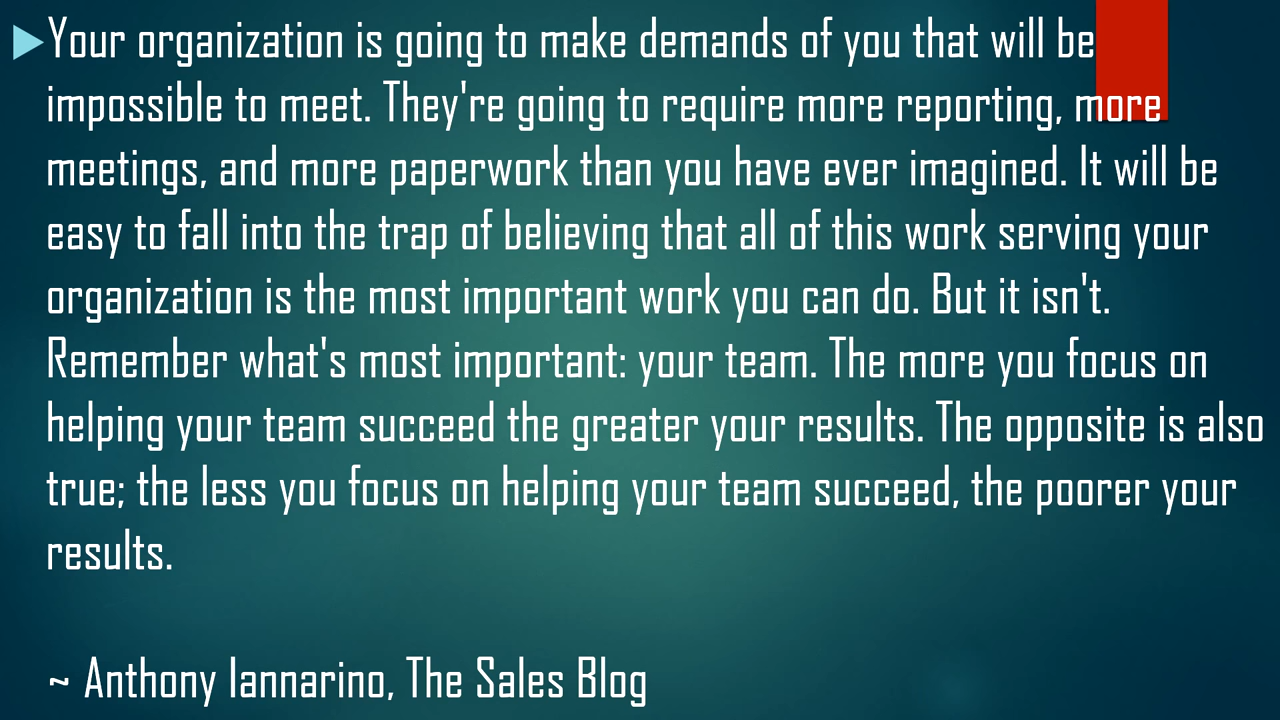 Your organization is going to make demands of you that will be
impossible to meet. They're going to require more reporting, more
meetings, and more paperwork than you have ever imagined. It will be
easy to fall into the trap of believing that all of this work serving your
organization is the most important work you can do. But it isn't.
Remember what's most important: your team. The more you focus on
helping your team succeed the greater your results. The opposite is also
true; the less you focus on helping your team succeed, the poorer your
results.
~ Anthony Iannarino, The Sales Blog